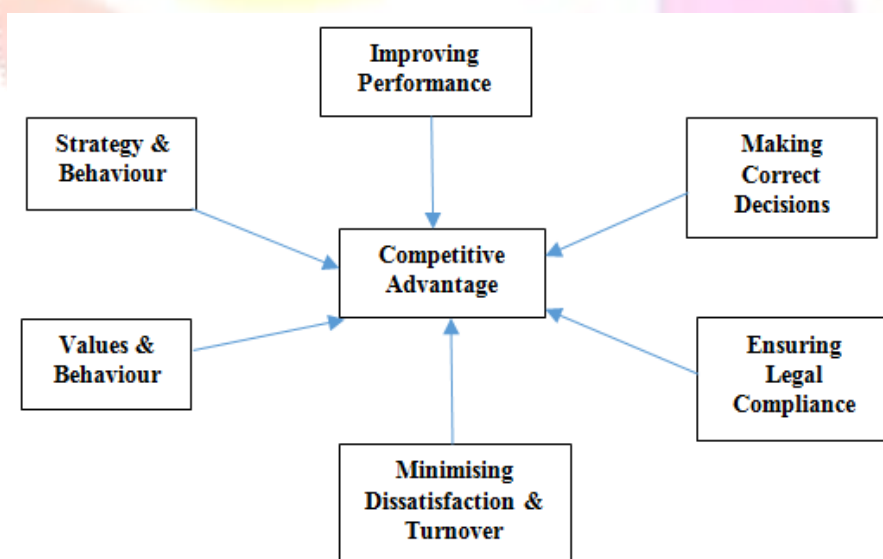 Improving
Performance
Strategy &
Behaviour
Making
Correct
Decisions
Competitive
Advantage
Values &
Behaviour
Ensuring
Legal
Compliance
Minimising
Dissatisfaction &
Turnover